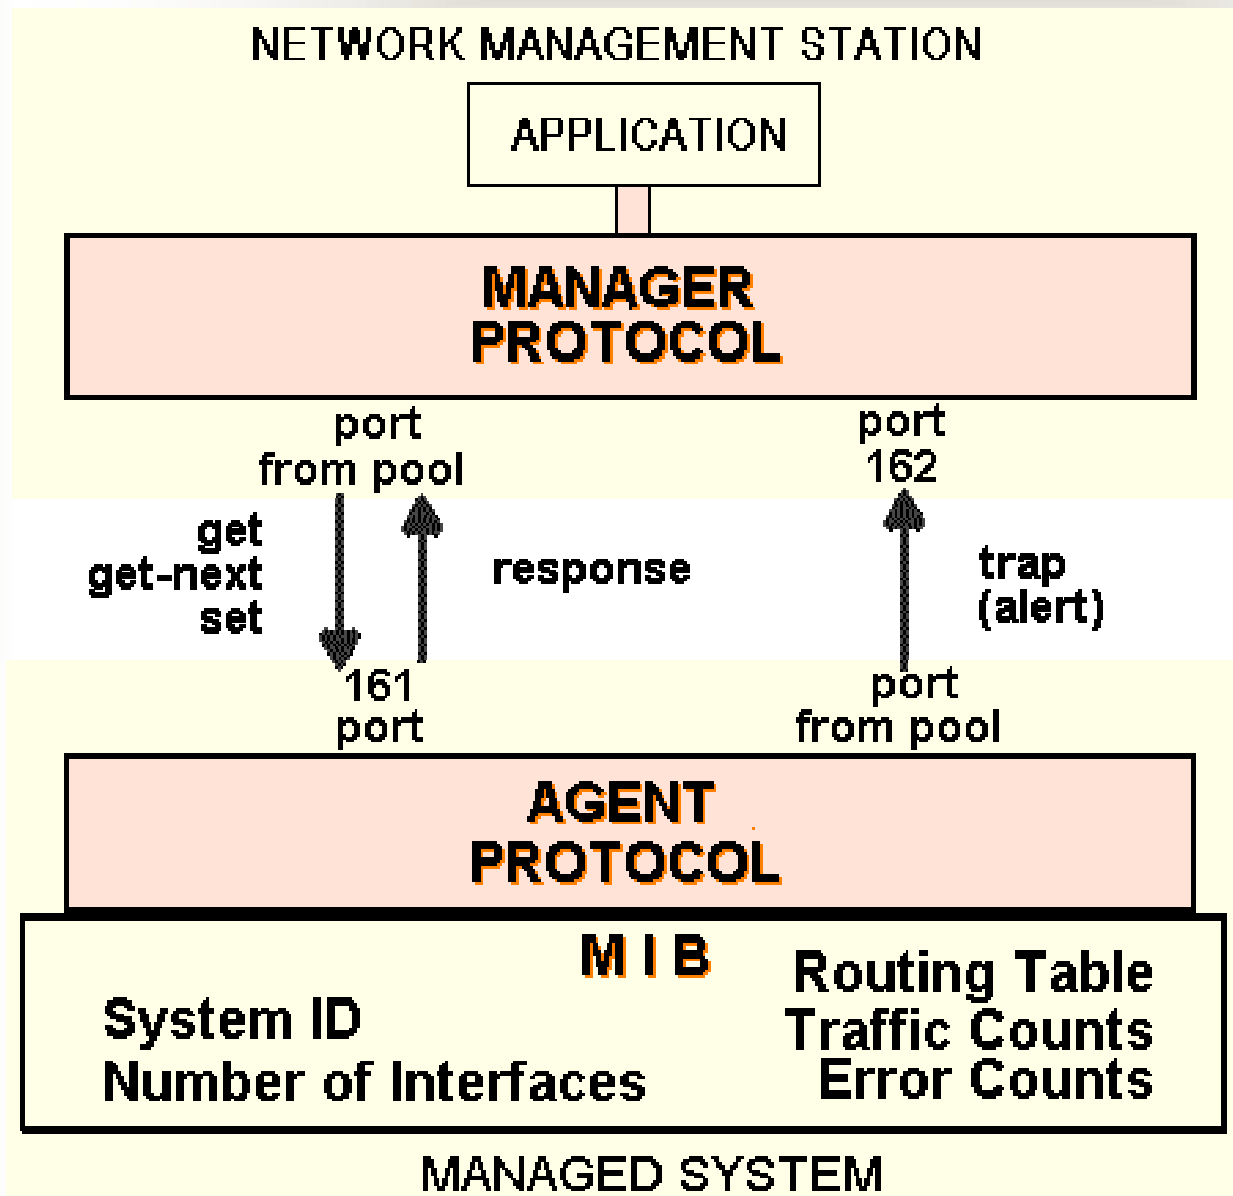 NETWORK MANAGEMENT STATION
APPLICATION
MANAGER
PROTOCOL
port
from pool
port
162
get
get-next
set
response
trap
(alert)
161
port
port
from pool
AGENT
PROTOCOL
M I B
System ID
Number of Interfaces
Routing Table
Traffic Counts
Error Counts
MANAGED SYSTEM